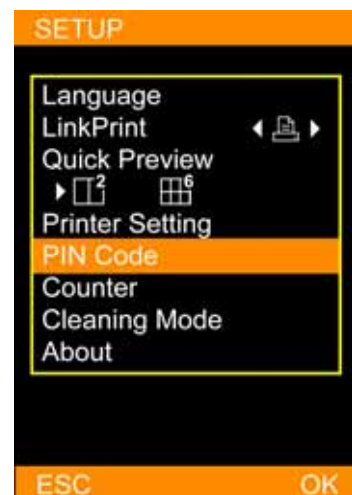 SETUP
Language
LinkPrint
Quick Preview
2 6
Printer Setting
PIN Code
Counter
Cleaning Mode
About
ESC OK